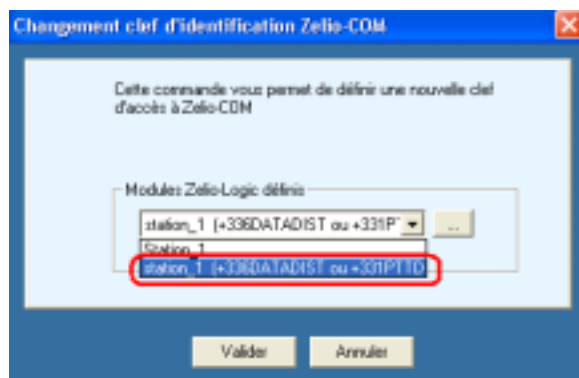 Changement clef d'identification Zelio-COM
Cette commande vous permet de définir une nouvelle clef
d'accès à Zelio-COM
Modules Zelio-Logic définis
station_1 (+336DATADIST ou +331P
...
Station_1
station_1 (+336DATADIST ou +331PTTD
Valider
Annuler